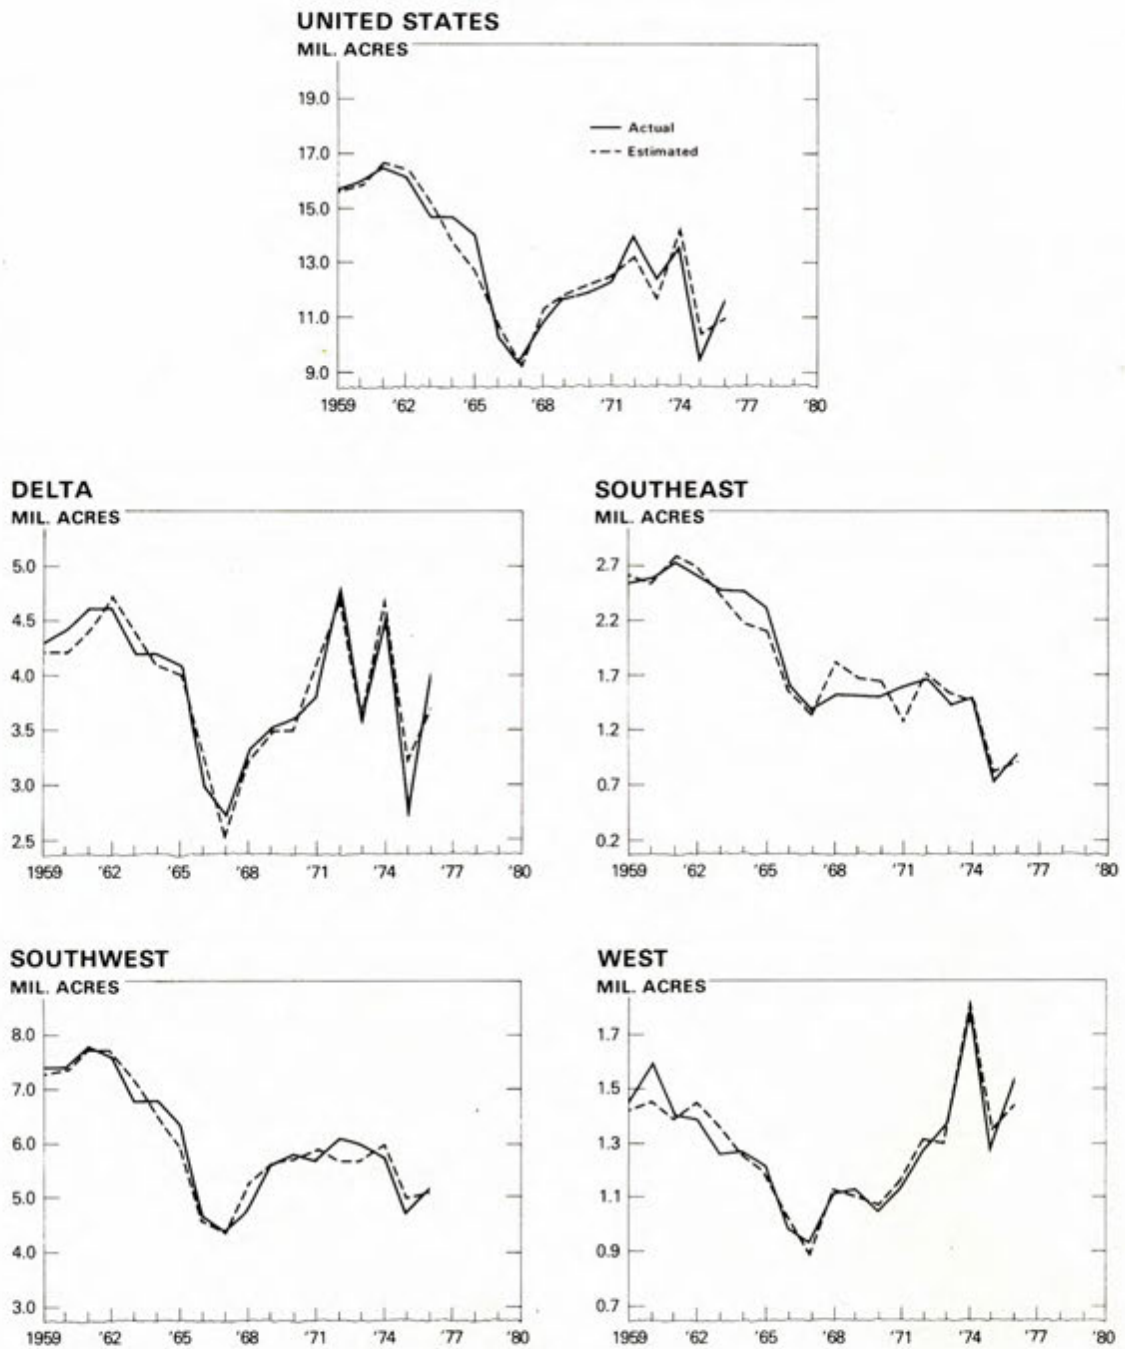 UNITED STATES
MIL. ACRES
19.0
17.0
15.0
13.0
11.0
9.0
Actual
Estimated
1959 '62 '65 '68 '71 '74 '77 '80
DELTA
MIL. ACRES
5.0
4.5
4.0
3.5
3.0
2.5
1959 '62 '65 '68 '71 '74 '77 '80
SOUTHEAST
MIL. ACRES
2.7
2.2
1.7
1.2
0.7
0.2
1959 '62 '65 '68 '71 '74 '77 '80
SOUTHWEST
MIL. ACRES
8.0
7.0
6.0
5.0
4.0
3.0
1959 '62 '65 '68 '71 '74 '77 '80
WEST
MIL. ACRES
1.7
1.5
1.3
1.1
0.9
0.7
1959 '62 '65 '68 '71 '74 '77 '80